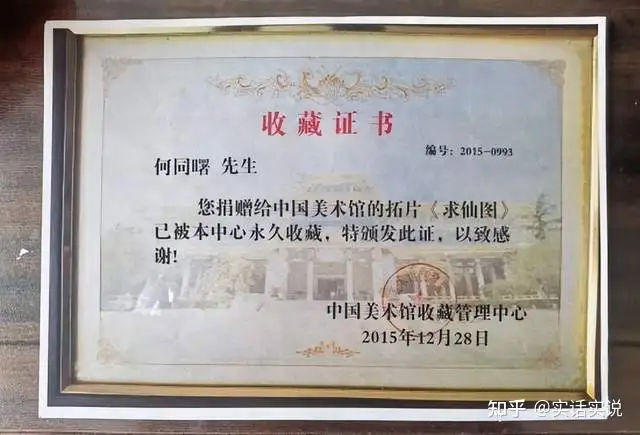 收藏证书
编号：2015-0993
何同曙 先生
您捐赠给中国美术馆的拓片《求仙图》
已被本中心永久收藏，特颁发此证，以致感
谢!
中国美术馆收藏管理中心
2015年12月28日
知乎 @实话实说